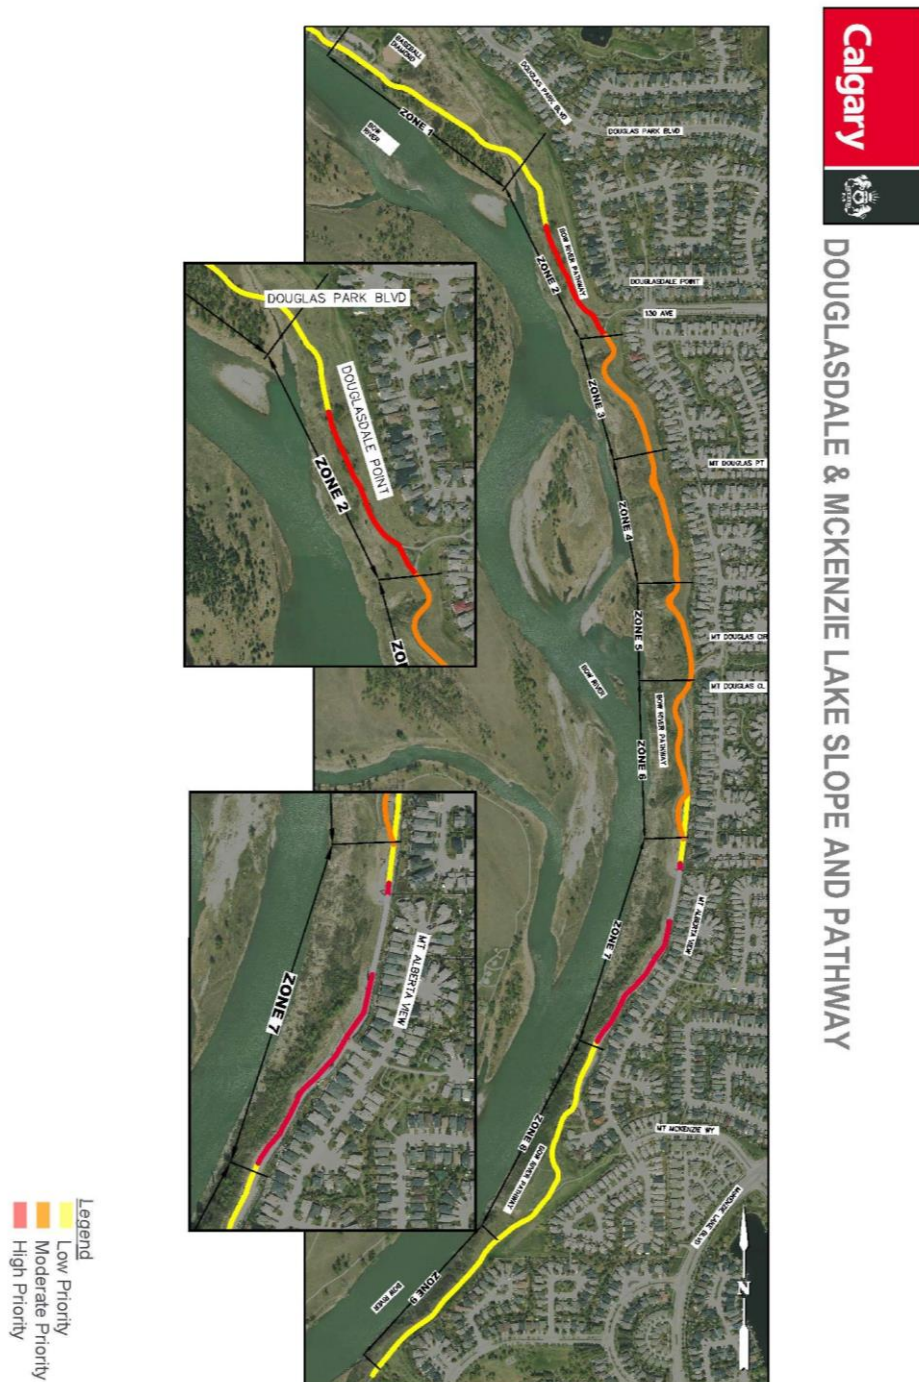 Calgary
DOUGLASDALE & MCKENZIE LAKE SLOPE AND PATHWAY
BASEBALL
DIAMOND
ZONE 1
BOW
RIVER
DOUGLAS PARK BLVD
DOUGLAS PARK BLVD
BOW RIVER PATHWAY
ZONE 2
DOUGLASDALE POINT
130 AVE
ZONE 3
MT DOUGLAS PT
ZONE 4
ZONE 5
MT DOUGLAS CIR
MT DOUGLAS CL
BOW RIVER
BOW RIVER PATHWAY
ZONE 6
ZONE 7
MT ALBERTA VIEW
ZONE 8
BOW RIVER PATHWAY
MT MCKENZIE WY
MCKENZIE LAKE BLVD
ZONE 9
BOW RIVER
N
DOUGLAS PARK BLVD
DOUGLASDALE POINT
ZONE 2
ZO
ZONE 7
MT ALBERTA VIEW
Legend
Low Priority
Moderate Priority
High Priority